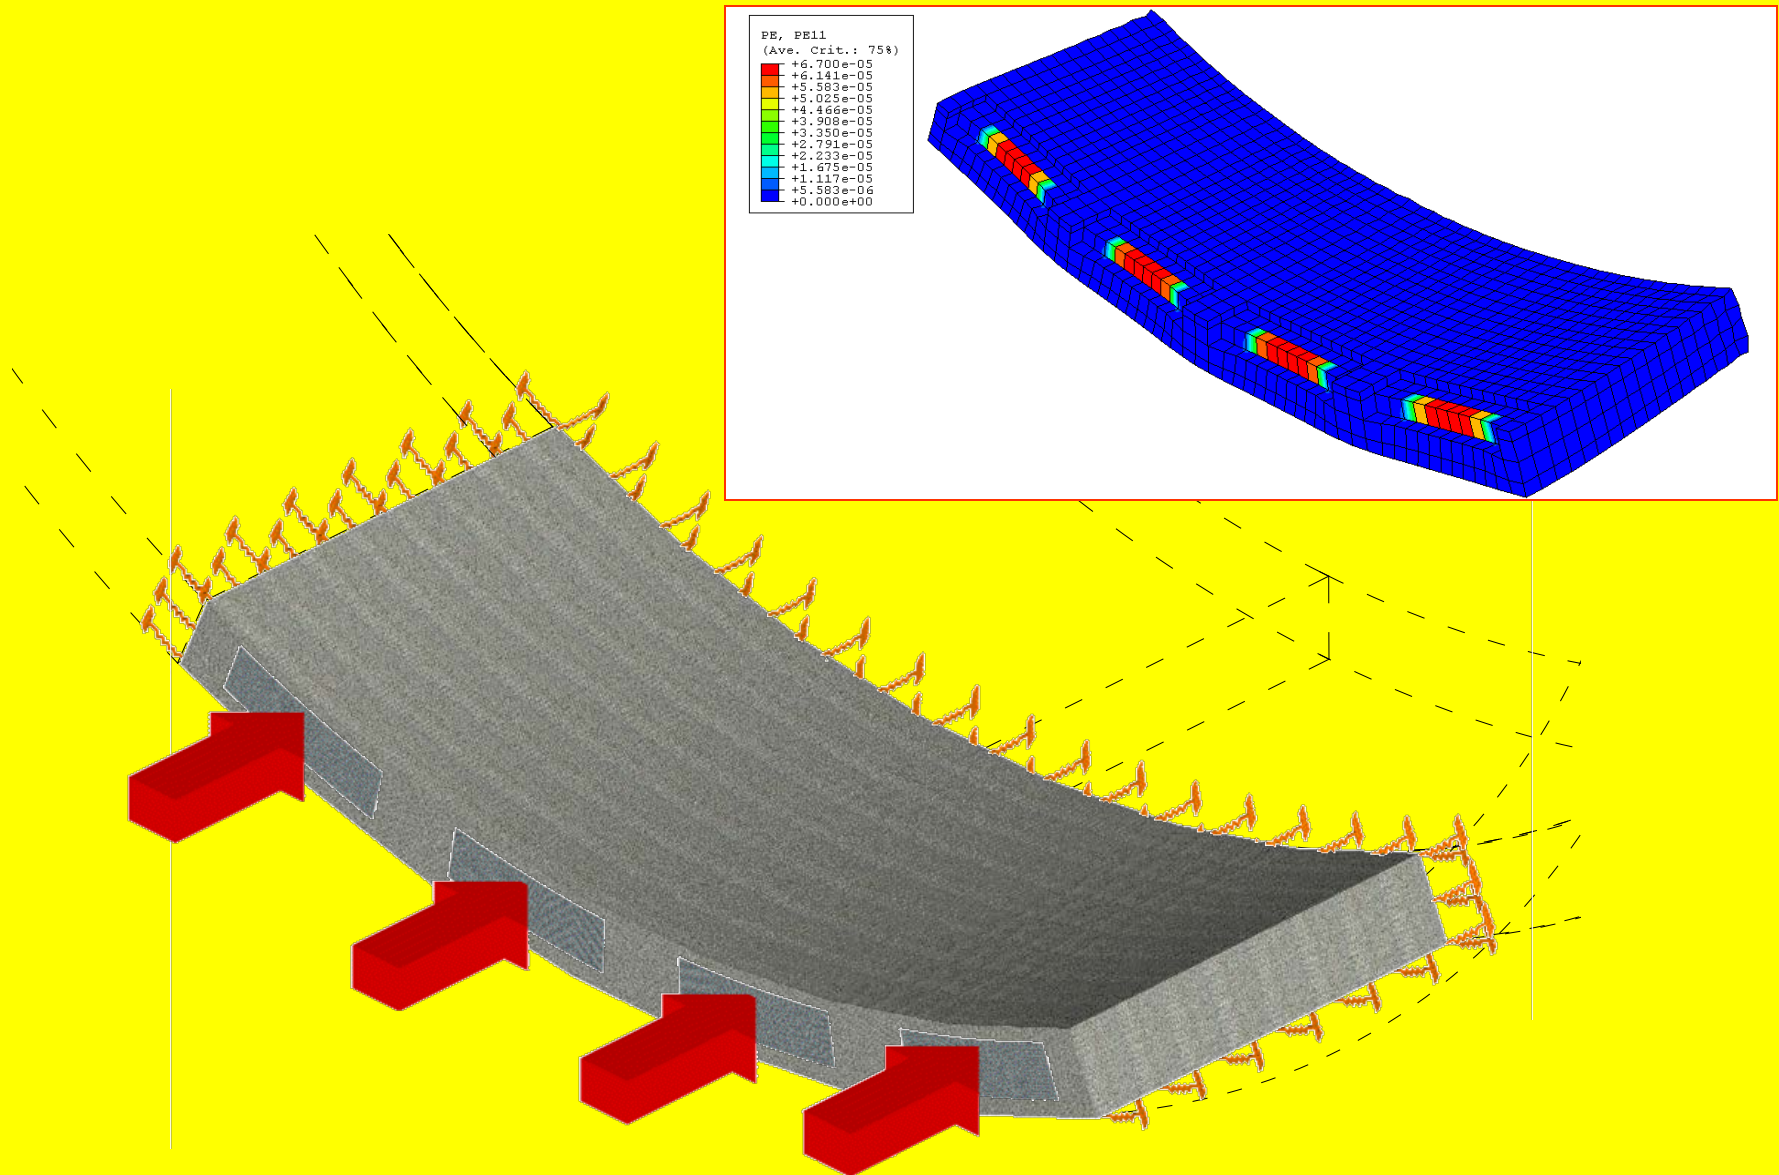 PE, PE11
(Ave. Crit.: 75%)
+6.700e-05
+6.141e-05
+5.583e-05
+5.025e-05
+4.466e-05
+3.908e-05
+3.350e-05
+2.791e-05
+2.233e-05
+1.675e-05
+1.117e-05
+5.583e-06
+0.000e+00